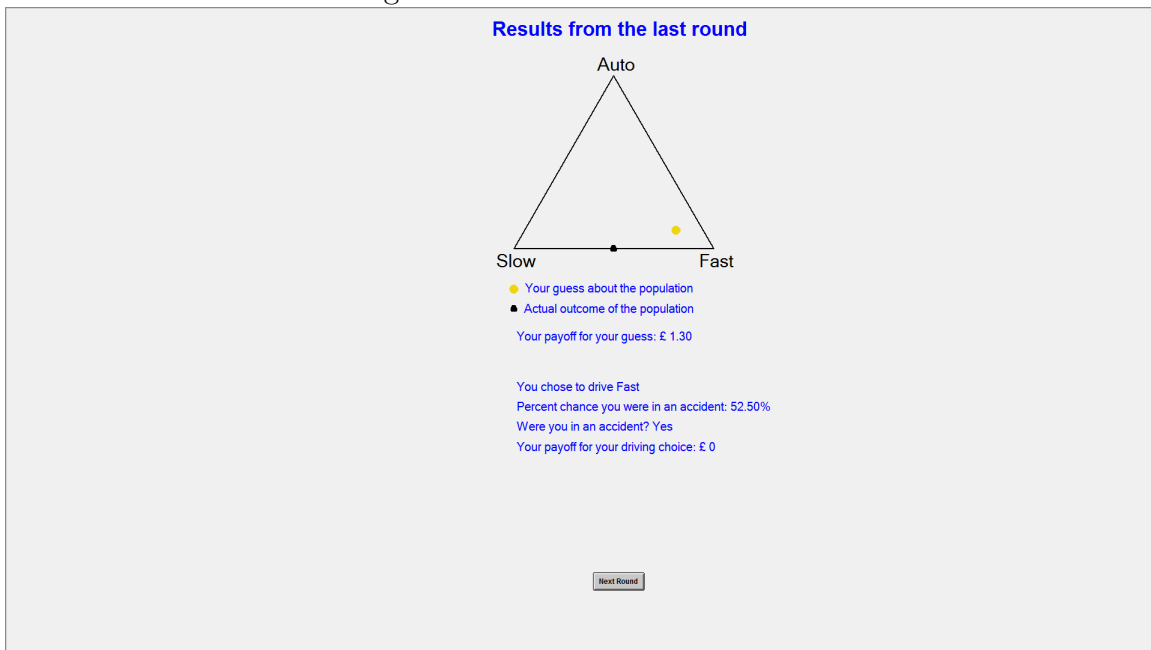 Results from the last round
Auto
Slow
Fast
Your guess about the population
Actual outcome of the population
Your payoff for your guess: £ 1.30
You chose to drive Fast
Percent chance you were in an accident: 52.50%
Were you in an accident? Yes
Your payoff for your driving choice: £ 0
Next Round